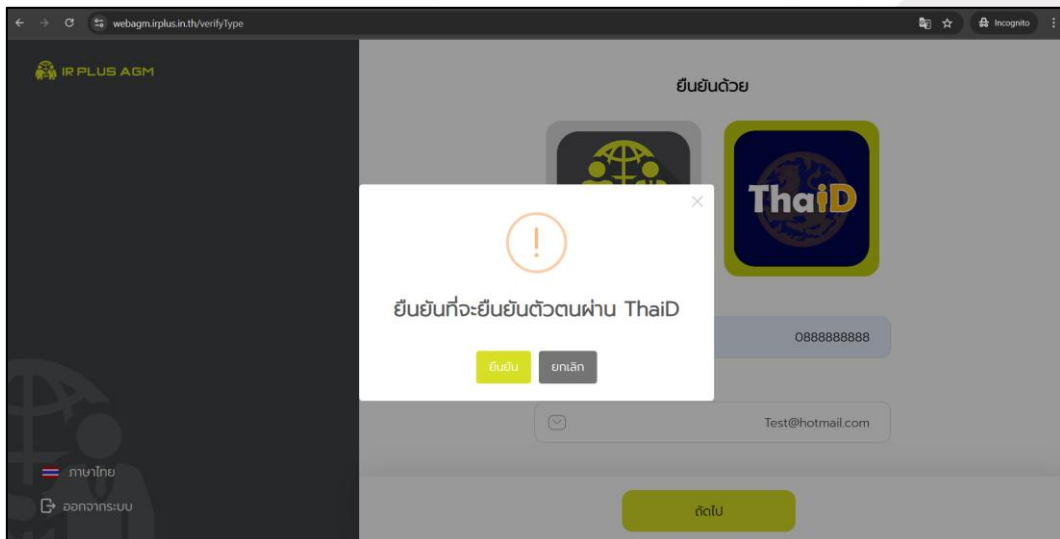 webagm.irplus.in.th/verifyType
Incognito
IR PLUS AGM
ยืนยันด้วย
ThaiD
ยืนยันที่จะยืนยันตัวตนผ่าน ThaiD
ยืนยัน ยกเลิก
0888888888
Test@hotmail.com
ภาษาไทย
ออกจากระบบ
ถัดไป